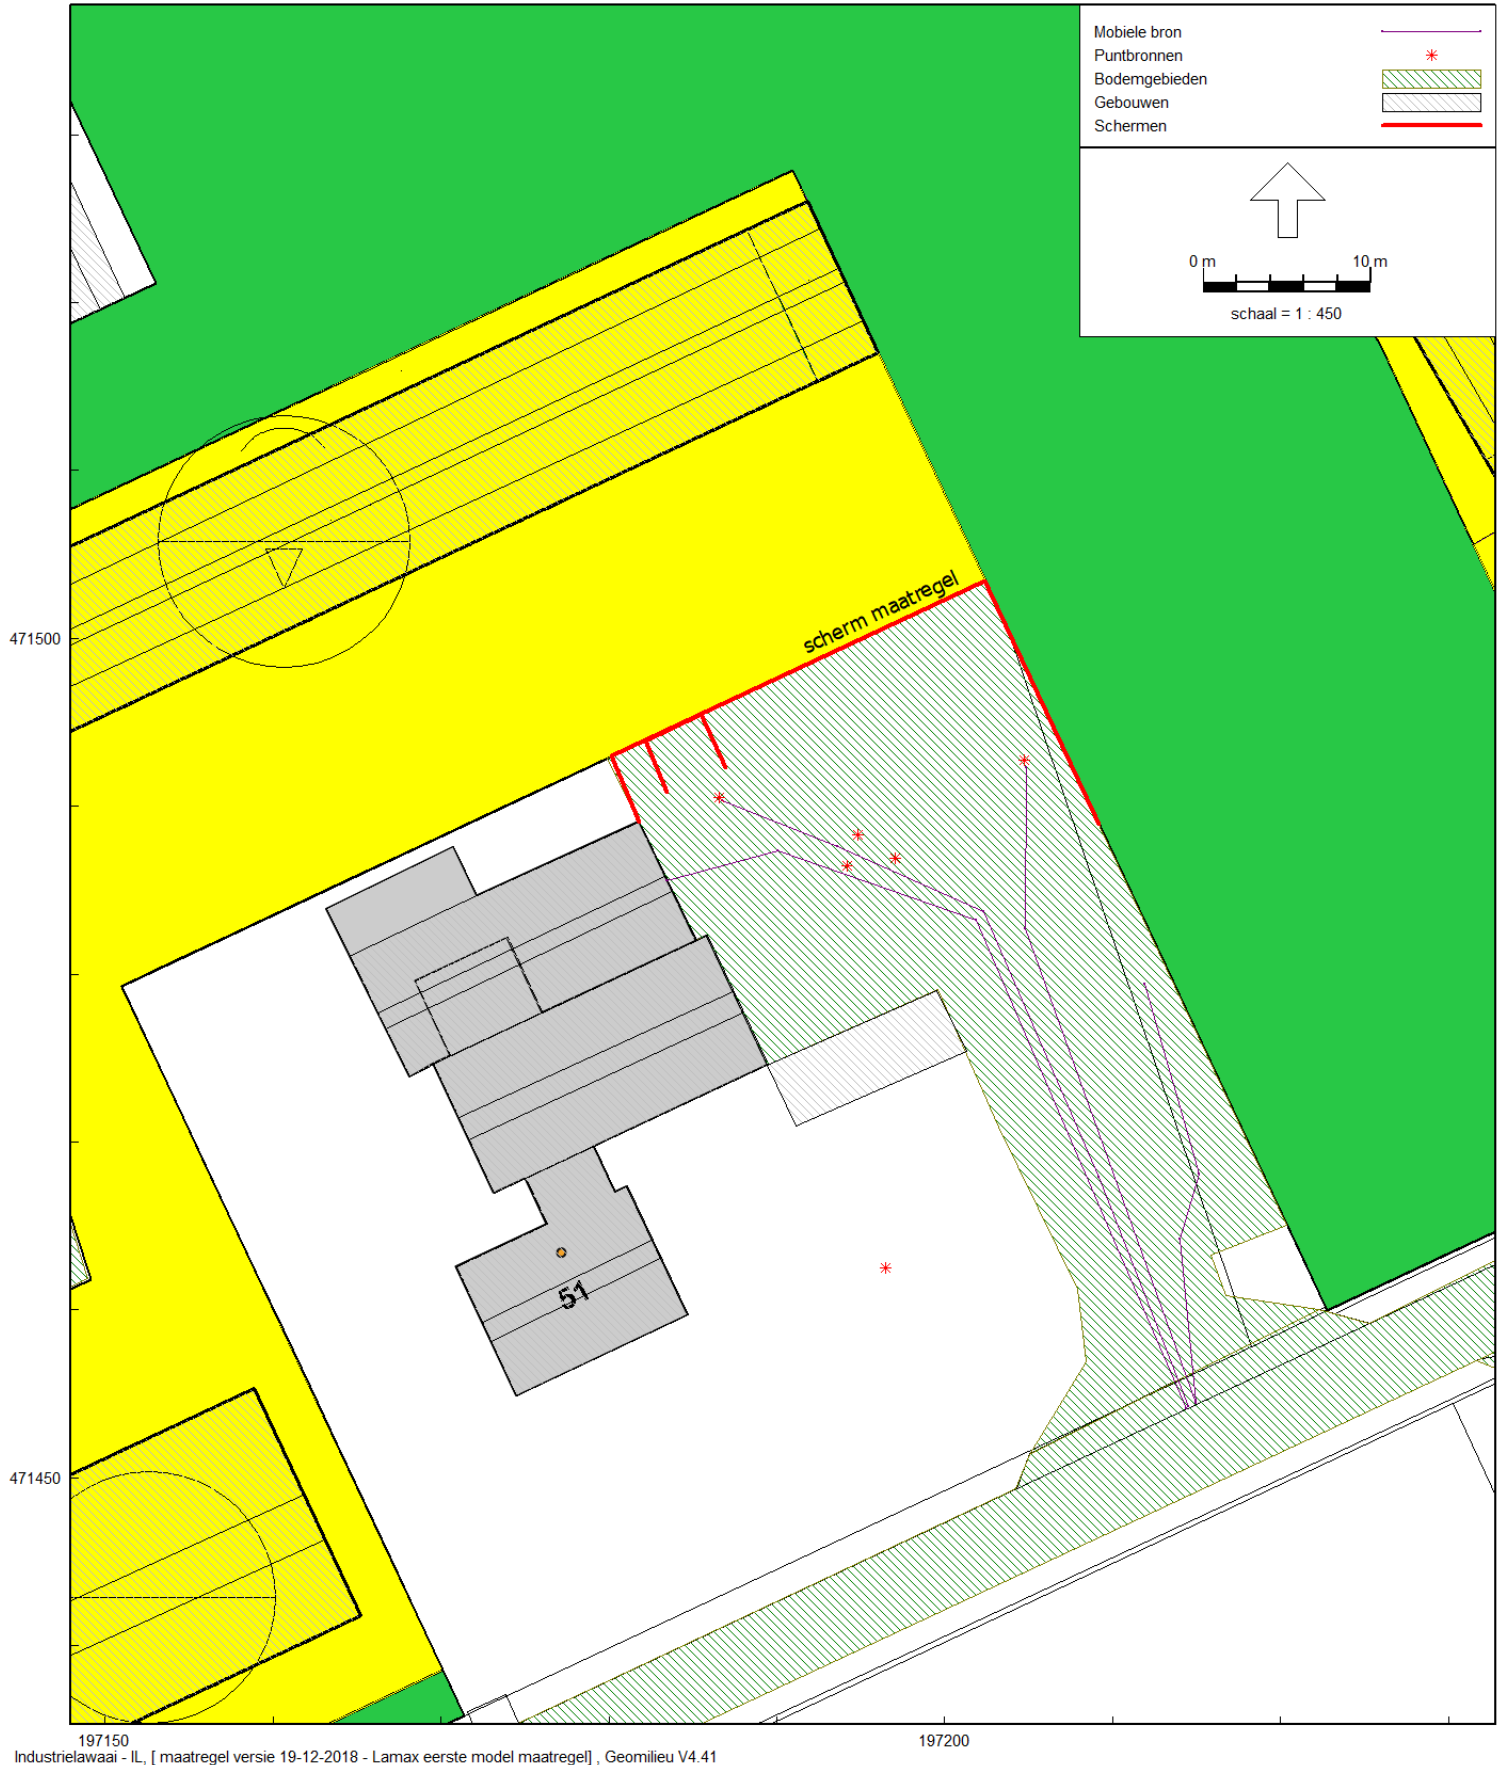 Mobiele bron
Puntbronnen
Bodemgebieden
Gebouwen
Schermen
0 m 10 m
schaal = 1 : 450
scherm maatregel
471500
51
471450
197150 197200
Industrielawaai - IL, [ maatregel versie 19-12-2018 - Lamax eerste model maatregel] , Geomilieu V4.41